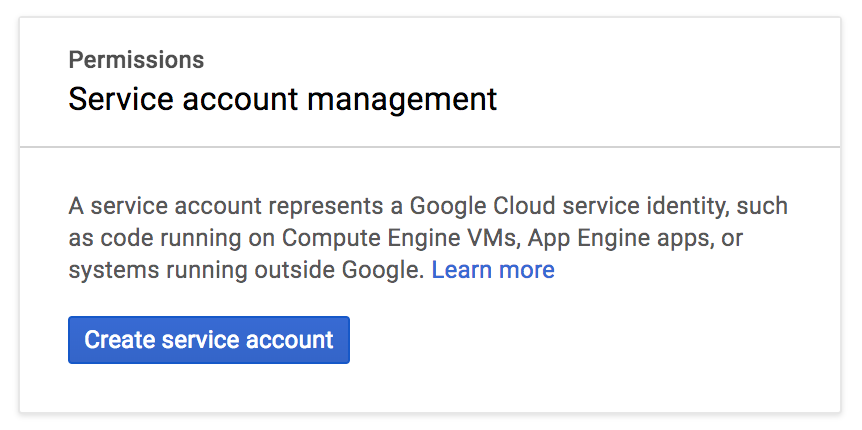 Permissions
Service account management
A service account represents a Google Cloud service identity, such
as code running on Compute Engine VMs, App Engine apps, or
systems running outside Google. Learn more
Create service account